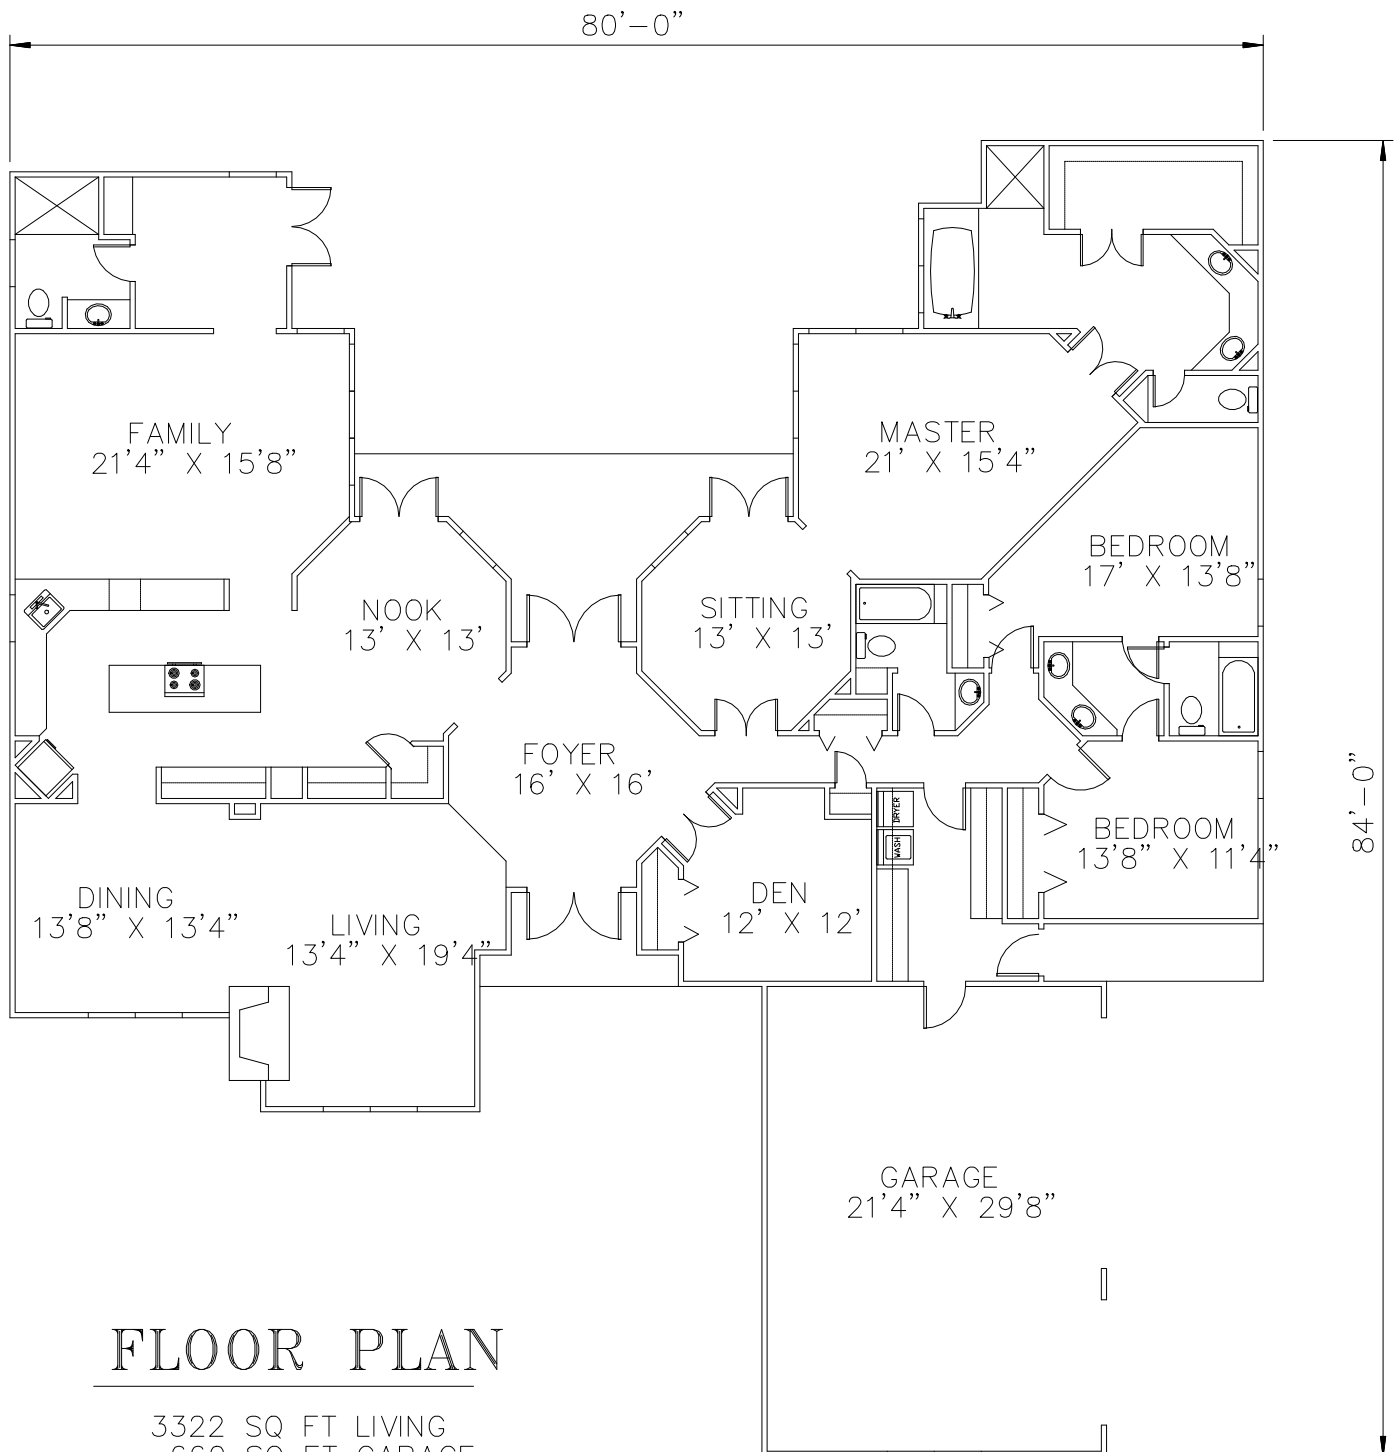 80'-0"
FAMILY
21'4" X 15'8"
MASTER
21' X 15'4"
BEDROOM
17' X 13'8"
NOOK
13' X 13'
SITTING
13' X 13'
FOYER
16' X 16'
84'-0"
DRYER
WASH
BEDROOM
13'8" X 11'4"
DINING
13'8" X 13'4"
LIVING
13'4" X 19'4"
DEN
12' X 12'
GARAGE
21'4" X 29'8"
FLOOR PLAN
3322 SQ FT LIVING
SQ FT GARAGE